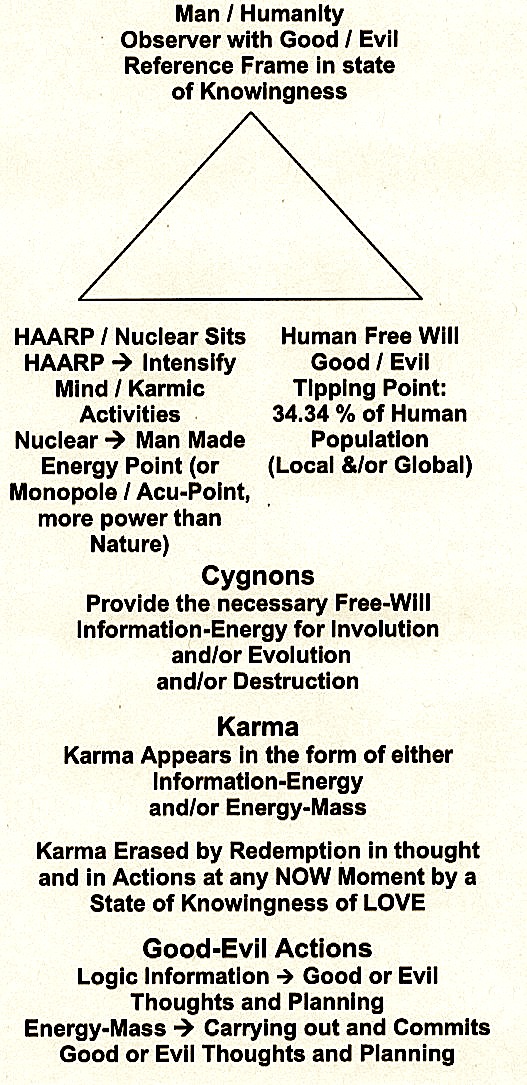 Man / Humanity
Observer with Good / Evil
Reference Frame in state
of Knowingness
HAARP / Nuclear Sits
HAARP → Intensify
Mind / Karmic
Activities
Nuclear → Man Made
Energy Point (or
Monopole / Acu-Point,
more power than
Nature)
Human Free Will
Good / Evil
Tipping Point:
34.34 % of Human
Population
(Local &/or Global)
Cygnons
Provide the necessary Free-Will
Information-Energy for Involution
and/or Evolution
and/or Destruction
Karma
Karma Appears in the form of either
Information-Energy
and/or Energy-Mass
Karma Erased by Redemption in thought
and in Actions at any NOW Moment by a
State of Knowingness of LOVE
Good-Evil Actions
Logic Information → Good or Evil
Thoughts and Planning
Energy-Mass → Carrying out and Commits
Good or Evil Thoughts and Planning